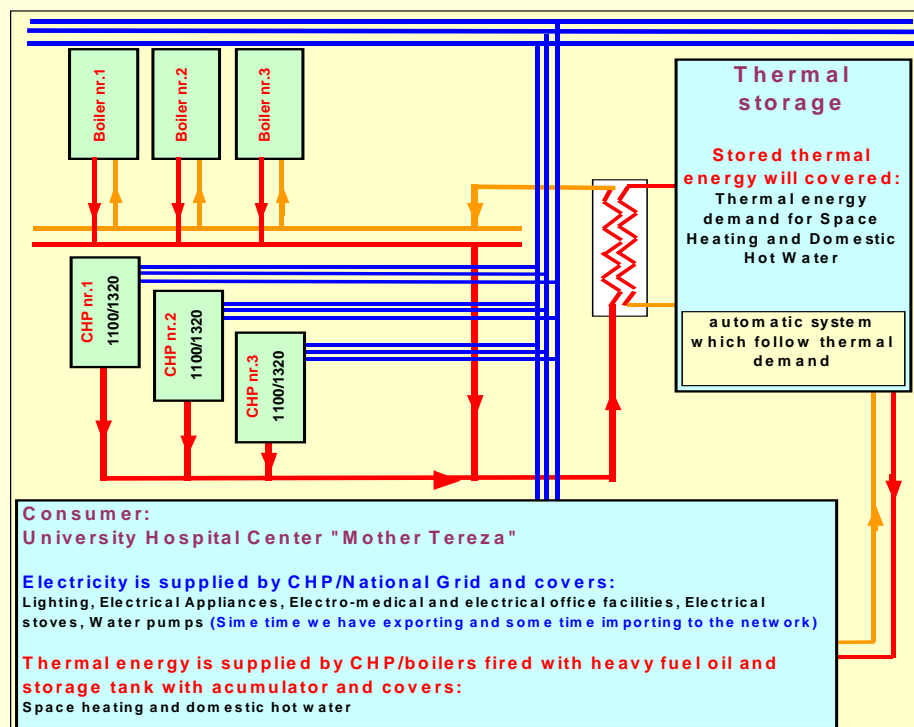 Boiler nr.1
Boiler nr.2
Boiler nr.3
Thermal
storage
Stored thermal
energy will covered:
Thermal energy
demand for Space
Heating and Domestic
Hot Water
automatic system
which follow thermal
demand
CHP nr.1
1100/1320
CHP nr.2
1100/1320
CHP nr.3
1100/1320
Consumer:
University Hospital Center "Mother Tereza"
Electricity is supplied by CHP/National Grid and covers:
Lighting, Electrical Appliances, Electro-medical and electrical office facilities, Electrical
stoves, Water pumps (Sime time we have exporting and some time importing to the network)
Thermal energy is supplied by CHP/boilers fired with heavy fuel oil and
storage tank with acumulator and covers:
Space heating and domestic hot water